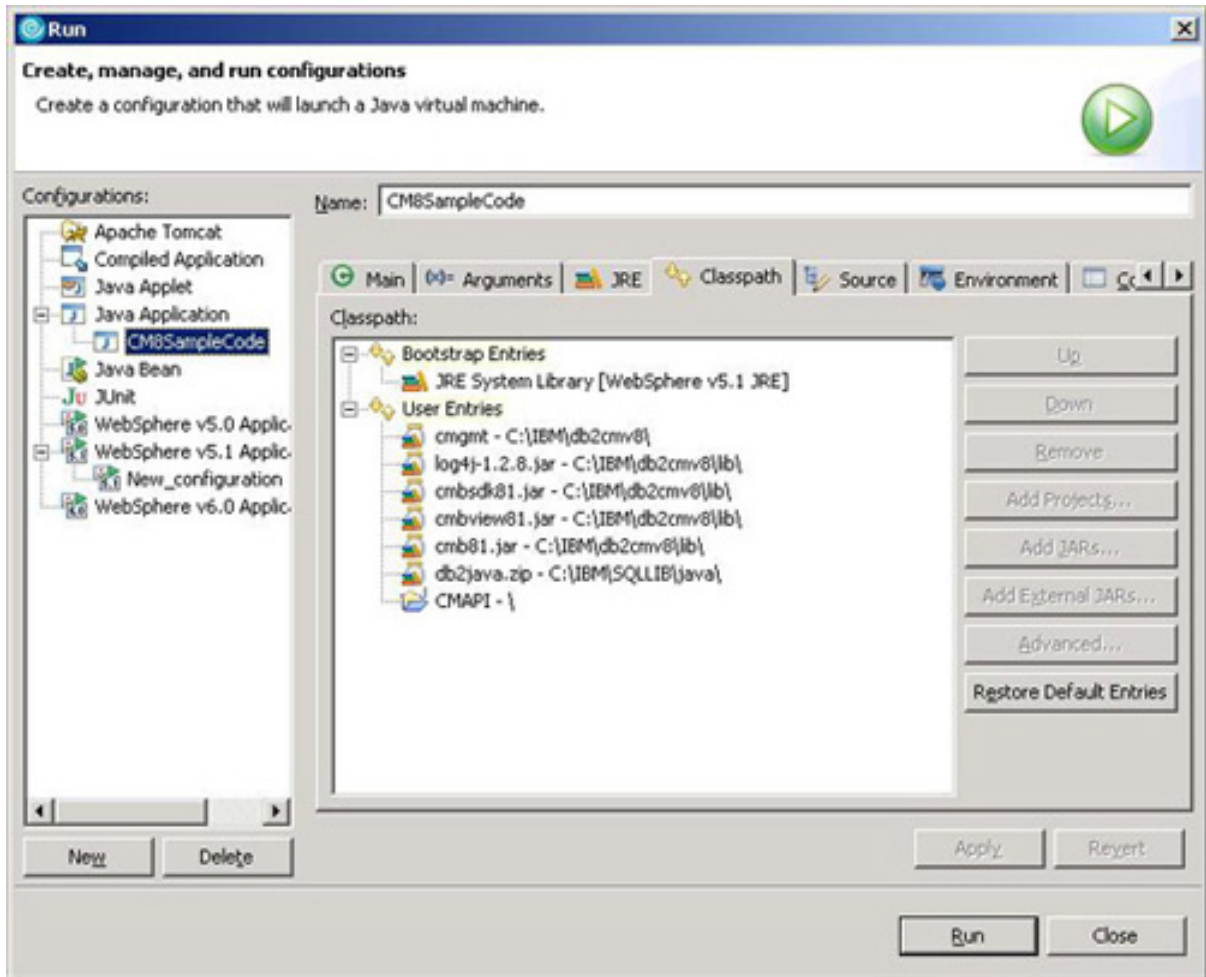 Run
Create, manage, and run configurations
Create a configuration that will launch a Java virtual machine.
Configurations:
Apache Tomcat
Compiled Application
Java Applet
Java Application
CM8SampleCode
Java Bean
JUnit
WebSphere v5.0 Applic
WebSphere v5.1 Applic
New_configuration
WebSphere v6.0 Applic
New
Delete
Name: CM8SampleCode
Main
(x)= Arguments
JRE
Classpath
Source
Environment
Classpath:
Bootstrap Entries
JRE System Library [WebSphere v5.1 JRE]
User Entries
cmgmt - C:\IBM\db2cmv8\
log4j-1.2.8.jar - C:\IBM\db2cmv8\lib\
cmbsdk81.jar - C:\IBM\db2cmv8\lib\
cmbview81.jar - C:\IBM\db2cmv8\lib\
cmb81.jar - C:\IBM\db2cmv8\lib\
db2java.zip - C:\IBM\SQLLIB\java\
CMAPI - \
Up
Down
Remove
Add Projects...
Add JARs...
Add External JARs...
Advanced...
Restore Default Entries
Apply
Revert
Run
Close